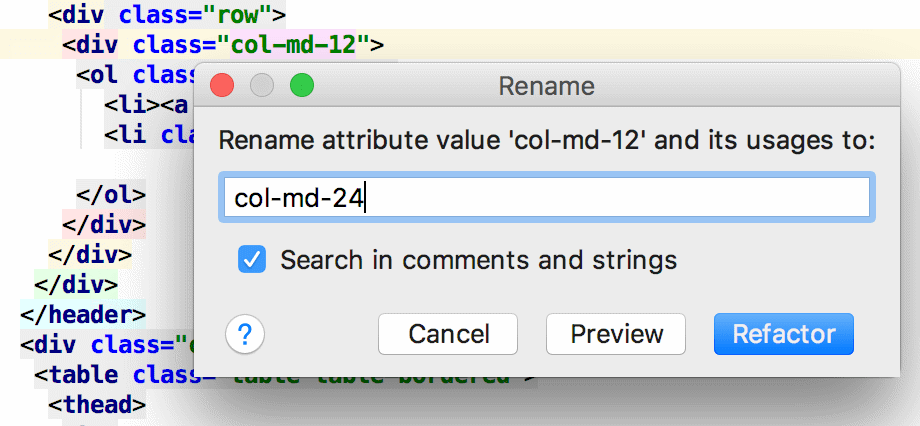 <div class="row">
<div class="col-md-12">
<ol clas
<li><a
<li cla
Rename
Rename attribute value 'col-md-12' and its usages to:
col-md-24
Search in comments and strings
? Cancel Preview Refactor
</ol>
</div>
</div>
</div>
</header>
<div class="
<table class="table table-bordered">
<thead>